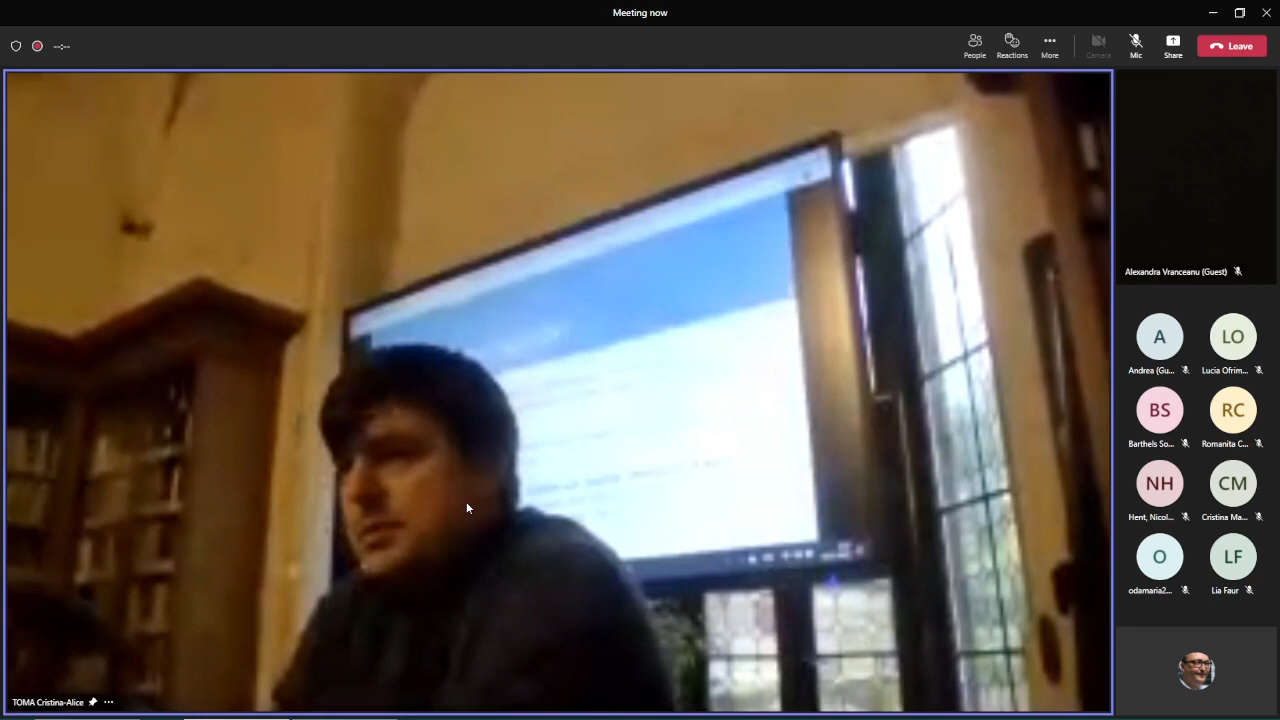 Meeting now
--:--
People
Reactions
More
Camera
Mic
Share
Leave
Alexandra Vranceanu (Guest)
A
LO
Andrea (Gu...
Lucia Ofrim...
BS
RC
Barthels So...
Romanita C...
NH
CM
Hent, Nicol...
Cristina Ma...
O
LF
odamaria2...
Lia Faur
TOMA Cristina-Alice